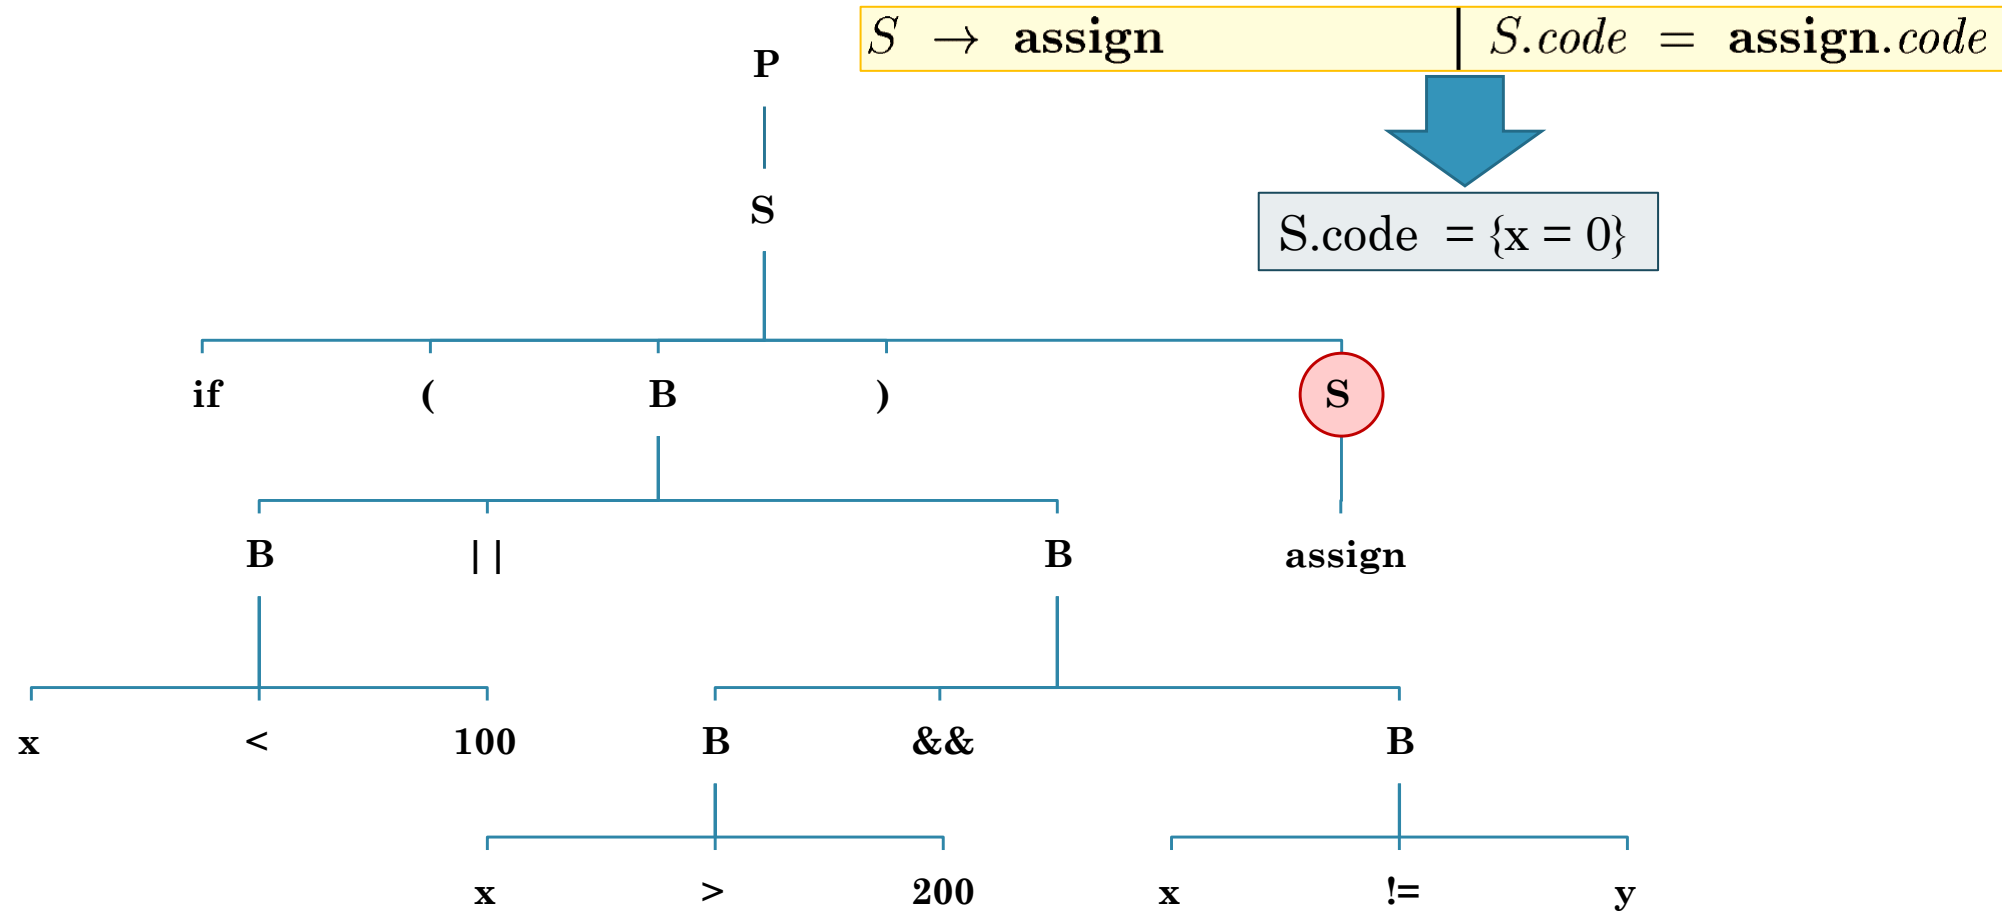 S → assign | S.code = assign.code
P
S.code = {x = 0}
S
if ( B ) S
B || B assign
x < 100 B && B
x > 200 x != y